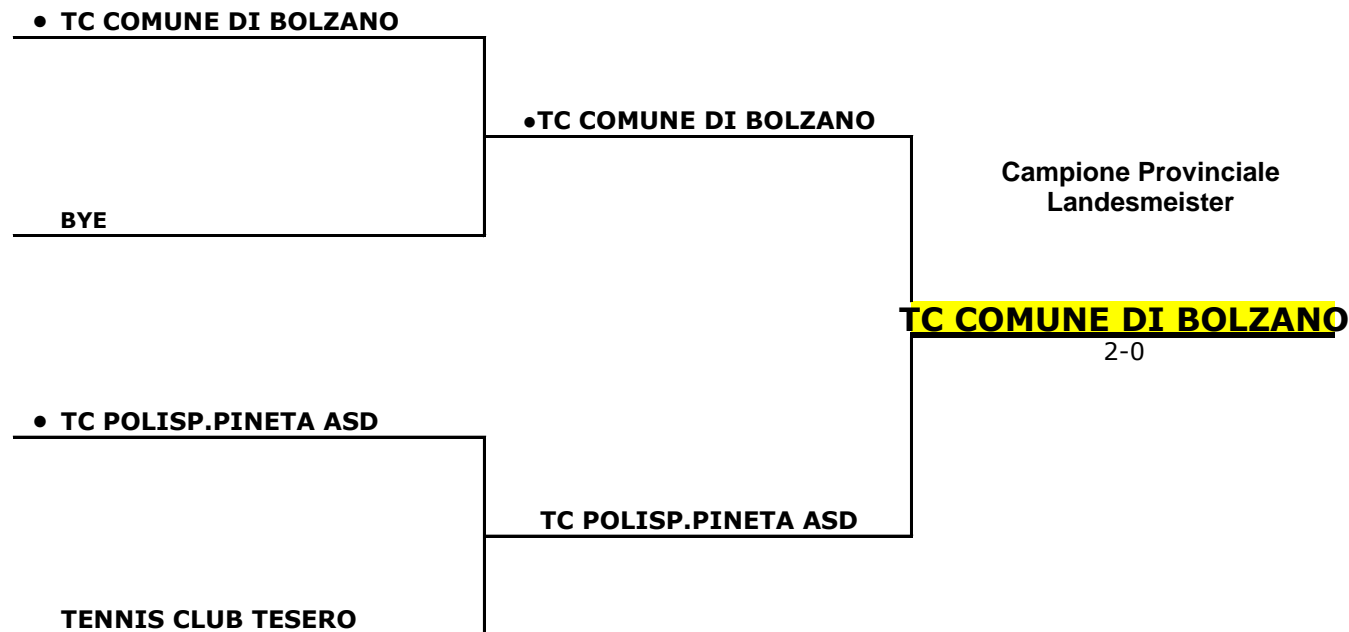 • TC COMUNE DI BOLZANO
•TC COMUNE DI BOLZANO
Campione Provinciale
Landesmeister
BYE
TC COMUNE DI BOLZANO
2-0
• TC POLISP.PINETA ASD
TC POLISP.PINETA ASD
TENNIS CLUB TESERO